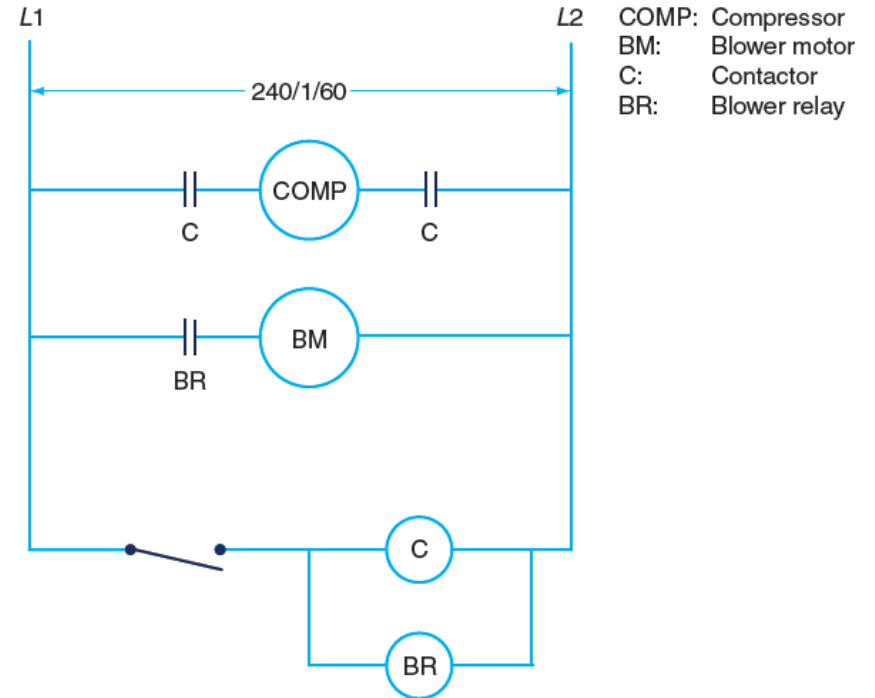 L1
L2
COMP: Compressor
BM: Blower motor
C: Contactor
BR: Blower relay
240/1/60
COMP
C
C
BM
BR
C
BR